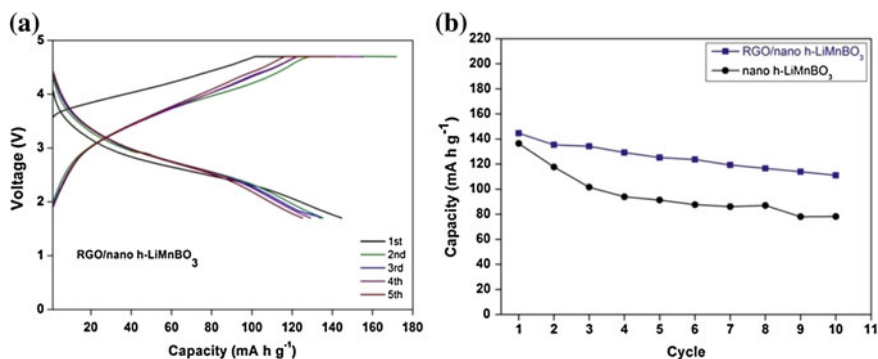 (a)
Voltage (V)
5
4
3
2
1
0
RGO/nano h-LiMnBO3
1st
2nd
3rd
4th
5th
20 40 60 80 100 120 140 160 180
Capacity (mA h g-1)
(b)
Capacity (mA h g-1)
220
200
180
160
140
120
100
80
60
40
20
0
RGO/nano h-LiMnBO3
nano h-LiMnBO3
1 2 3 4 5 6 7 8 9 10 11
Cycle